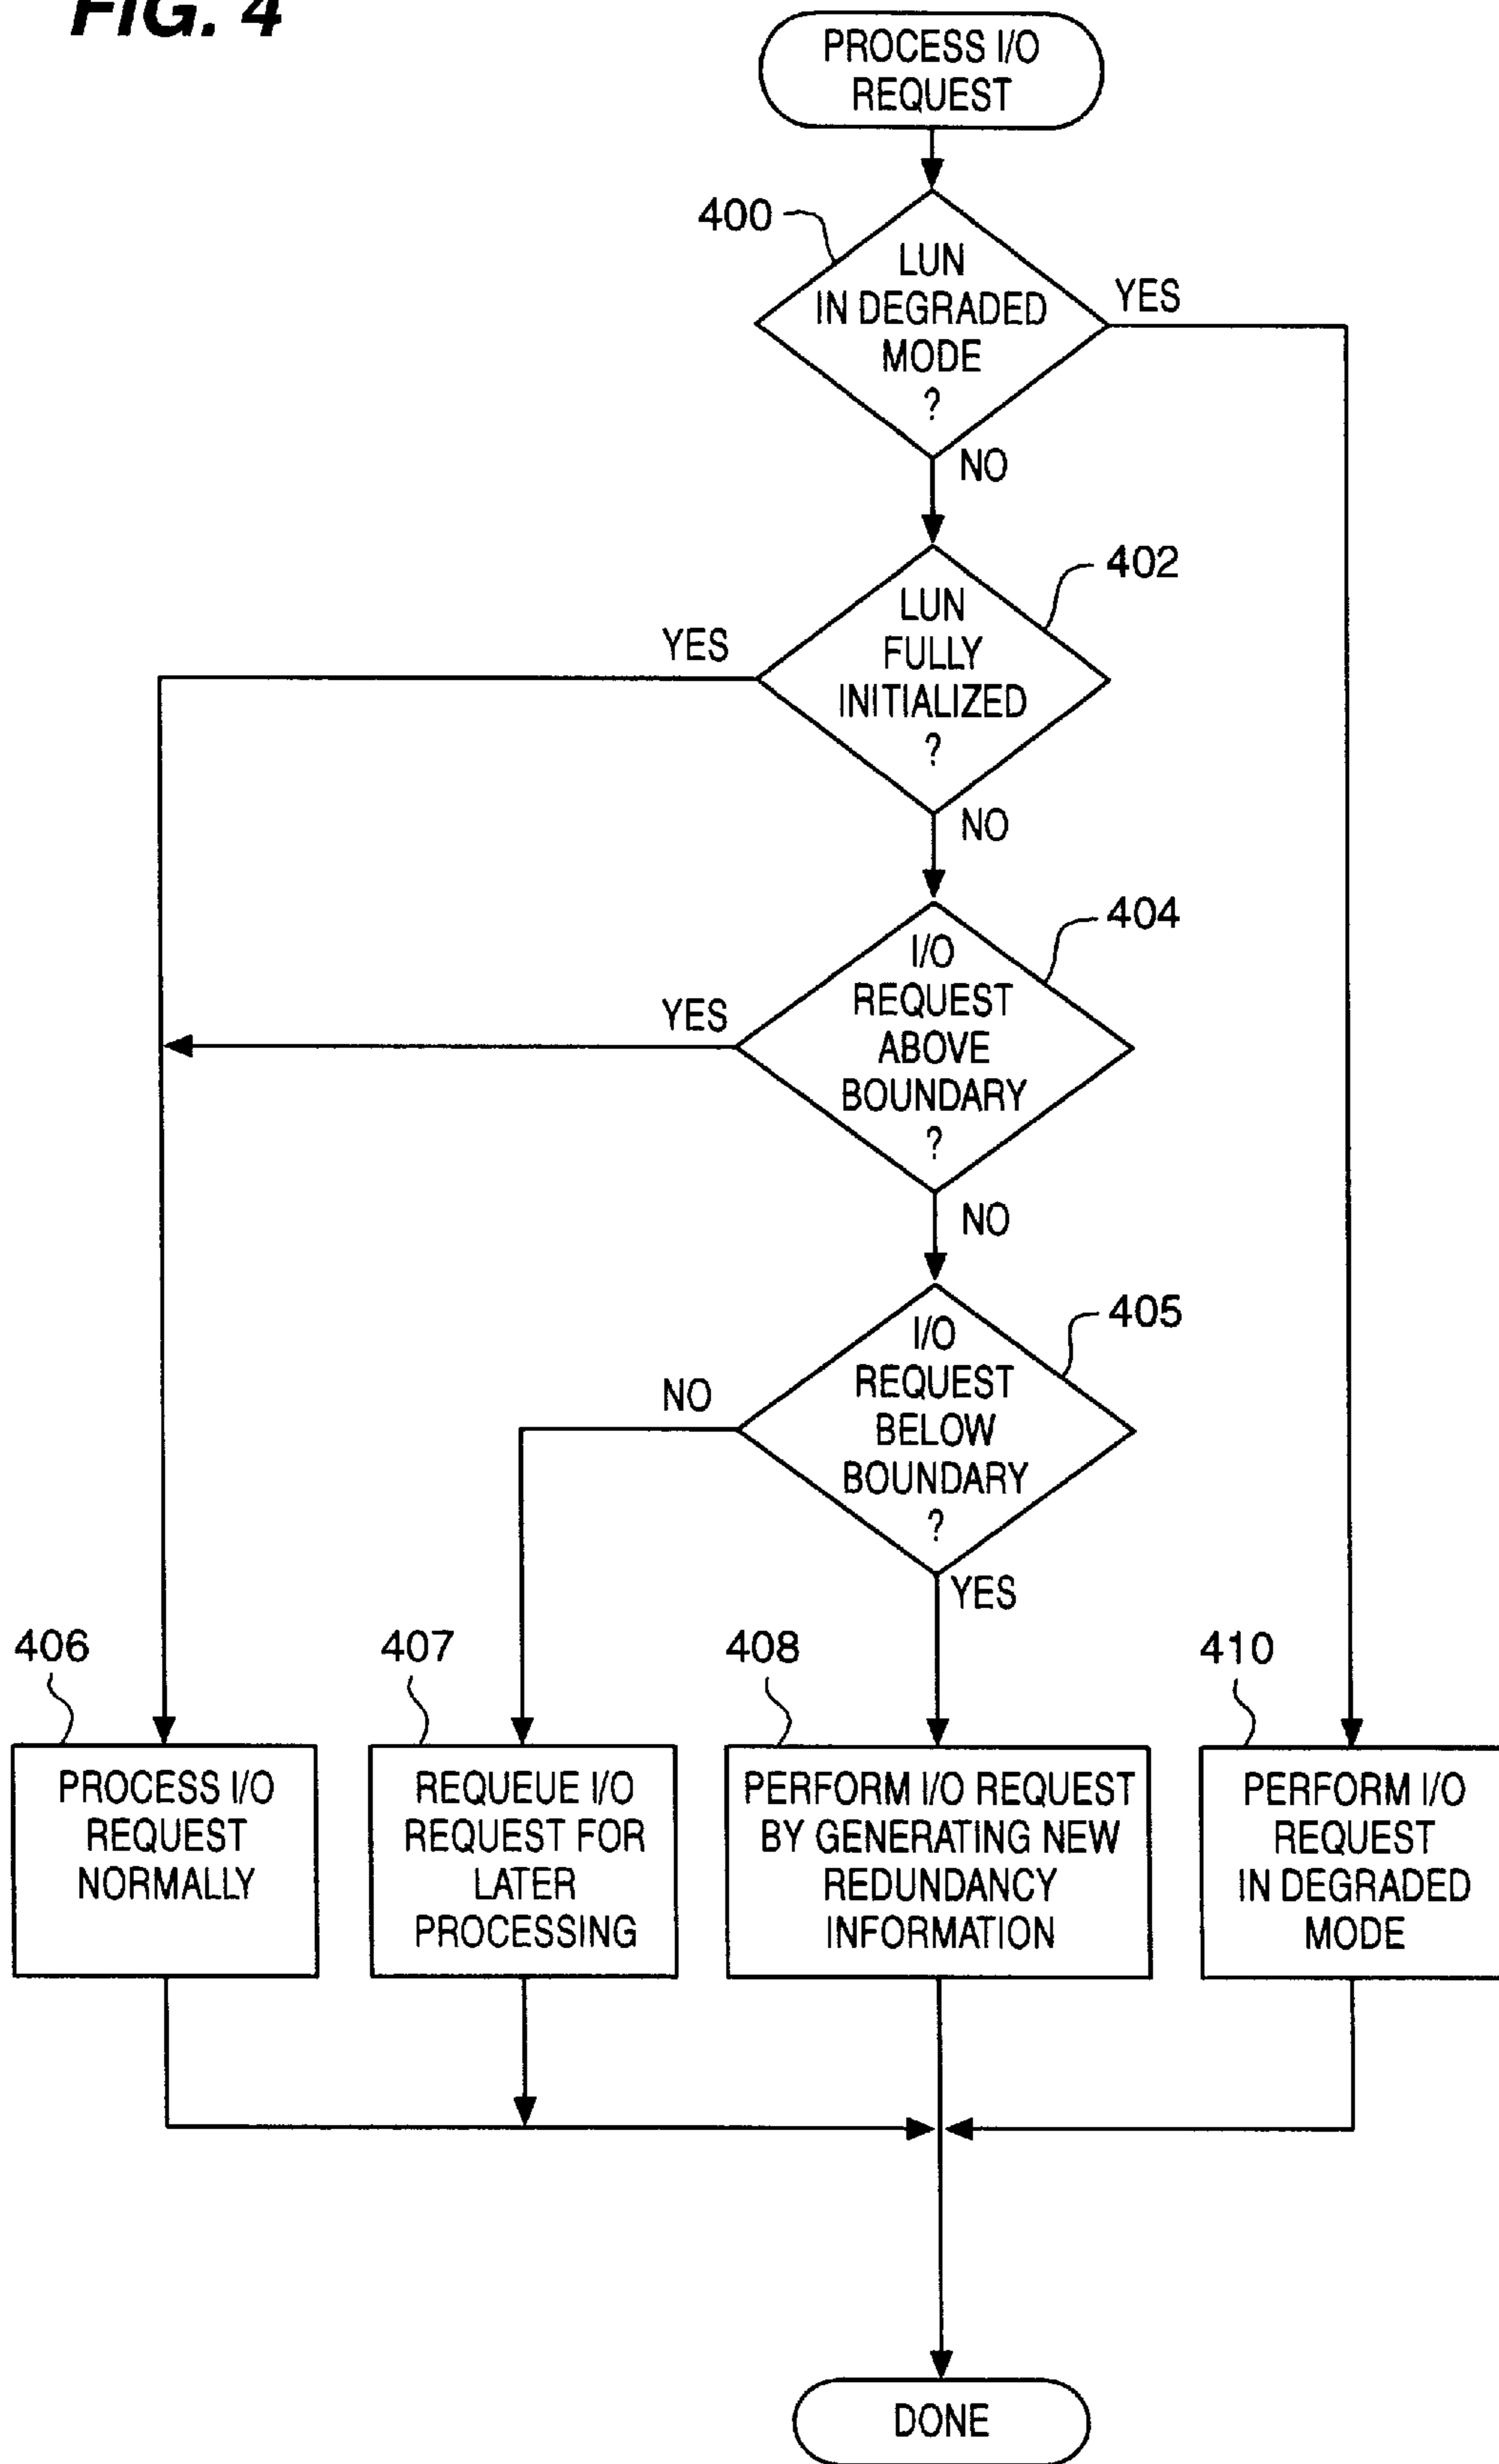 FIG. 4
PROCESS I/O
REQUEST
400
LUN
IN DEGRADED
MODE
?
YES
NO
402
LUN
FULLY
INITIALIZED
?
YES
NO
404
I/O
REQUEST
ABOVE
BOUNDARY
?
YES
NO
405
I/O
REQUEST
BELOW
BOUNDARY
?
NO
YES
406
PROCESS I/O
REQUEST
NORMALLY
407
REQUEUE I/O
REQUEST FOR
LATER
PROCESSING
408
PERFORM I/O REQUEST
BY GENERATING NEW
REDUNDANCY
INFORMATION
410
PERFORM I/O
REQUEST
IN DEGRADED
MODE
DONE